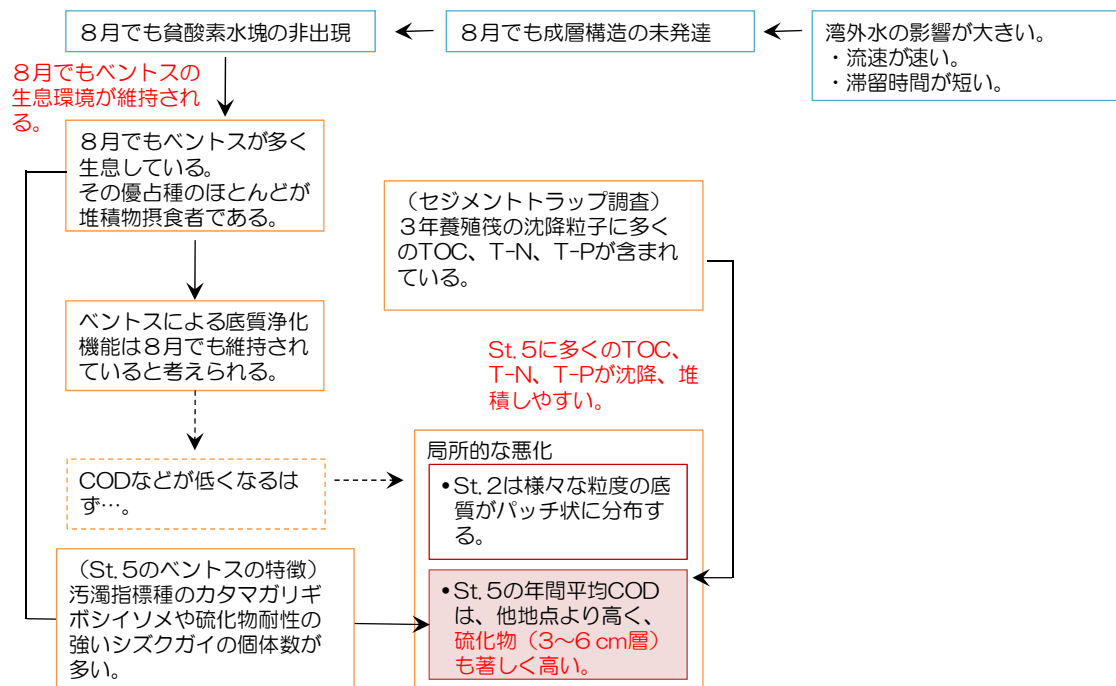 8月でも貧酸素水塊の非出現
8月でも成層構造の未発達
湾外水の影響が大きい。
・流速が速い。
・滞留時間が短い。
8月でもベントスの
生息環境が維持され
る。
8月でもベントスが多く
生息している。
その優占種のほとんどが
堆積物摂食者である。
(セジメントトラップ調査)
3年養殖筏の沈降粒子に多く
のTOC、T-N、T-Pが含まれ
ている。
ベントスによる底質浄化
機能は8月でも維持され
ていると考えられる。
St.5に多くのTOC、
T-N、T-Pが沈降、堆
積しやすい。
CODなどが低くなるは
ず…。
局所的な悪化
•St.2は様々な粒度の底
質がパッチ状に分布す
る。
(St.5のベントスの特徴)
汚濁指標種のカタマガリギ
ボシイソメや硫化物耐性の
強いシズクガイの個体数が
多い。
•St.5の年間平均COD
は、他地点より高く、
硫化物(3~6 cm層)
も著しく高い。